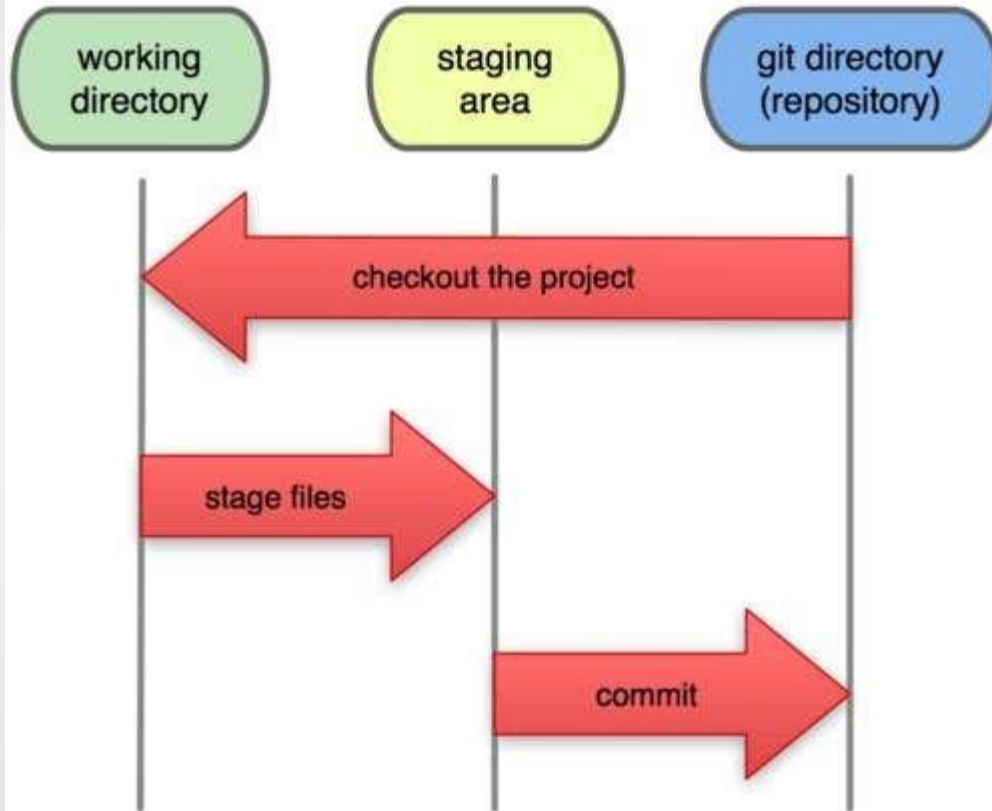 working
directory
staging
area
git directory
(repository)
checkout the project
stage files
commit